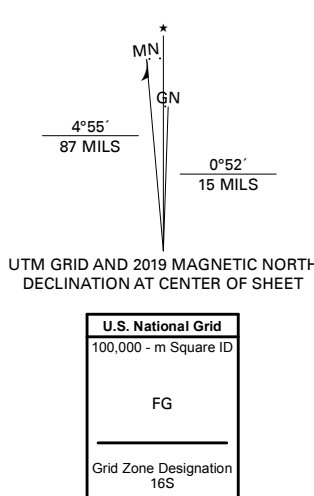 ★
MN
GN
4°55´
87 MILS
0°52´
15 MILS
UTM GRID AND 2019 MAGNETIC NORTH
DECLINATION AT CENTER OF SHEET
U.S. National Grid
100,000 - m Square ID
FG
Grid Zone Designation
16S